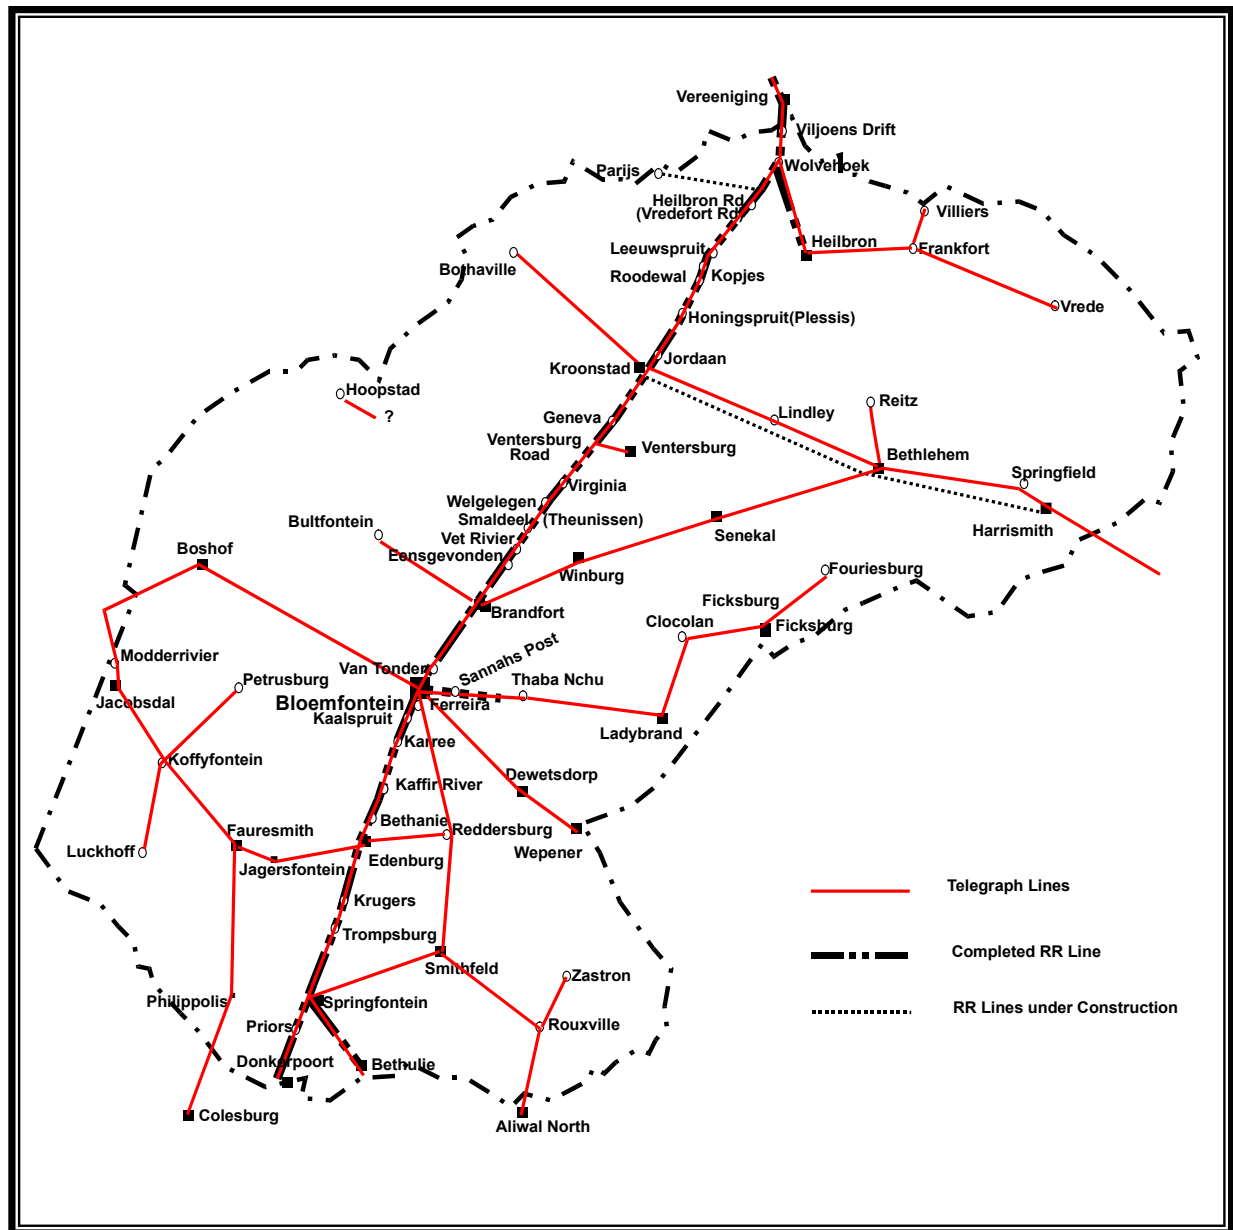 Vereeniging
Viljoens Drift
Wolvehoek
Parijs
Heilbron Rd
(Vredefort Rd)
Villiers
Leeuwspruit
Heilbron
Frankfort
Bothaville
Roodewal
Kopjes
Vrede
Honingspruit(Plessis)
Jordaan
Kroonstad
Hoopstad
?
Reitz
Geneva
Lindley
Ventersburg
Road
Ventersburg
Bethlehem
Springfield
Virginia
Welgelegen
Smaldeel (Theunissen)
Bultfontein
Vet Rivier
Senekal
Harrismith
Boshof
Eensgevonden
Winburg
Fouriesburg
Brandfort
Ficksburg
Clocolan
Ficksburg
Modderrivier
Van Tonder
Sannahs Post
Petrusburg
Thaba Nchu
Jacobsdal
Bloemfontein
Ferreira
Kaalspruit
Ladybrand
Karree
Koffyfontein
Dewetsdorp
Kaffir River
Fauresmith
Bethanie
Reddersburg
Wepener
Luckhoff
Jagersfontein
Edenburg
Telegraph Lines
Krugers
Trompsburg
Completed RR Line
Smithfeld
Zastron
Philippolis
Springfontein
RR Lines under Construction
Priors
Rouxville
Donkerpoort
Bethulie
Colesburg
Aliwal North